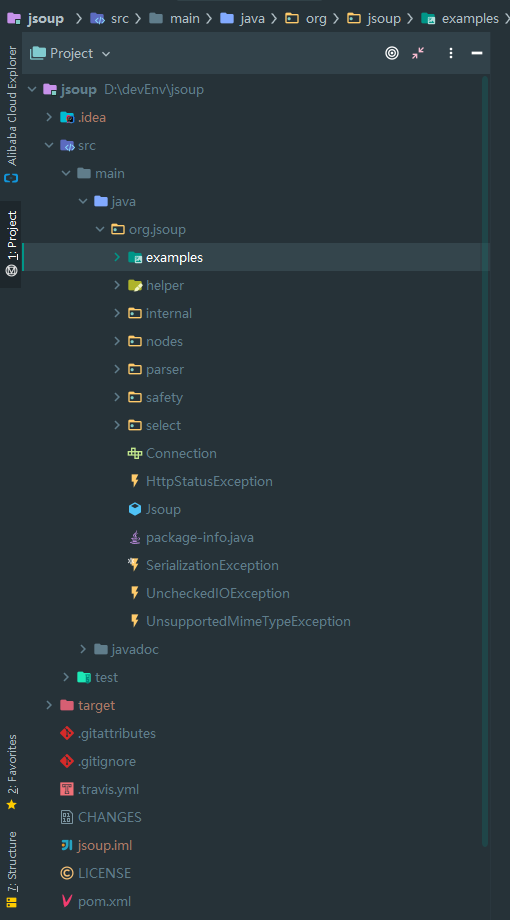 jsoup src main java org jsoup examples
Project
jsoup D:\devEnv\jsoup
.idea
src
main
java
org.jsoup
examples
helper
internal
nodes
parser
safety
select
Connection
HttpStatusException
Jsoup
package-info.java
SerializationException
UncheckedIOException
UnsupportedMimeTypeException
javadoc
test
target
.gitattributes
.gitignore
.travis.yml
CHANGES
jsoup.iml
LICENSE
pom.xml
Alibaba Cloud Explorer
1: Project
2: Favorites
7: Structure